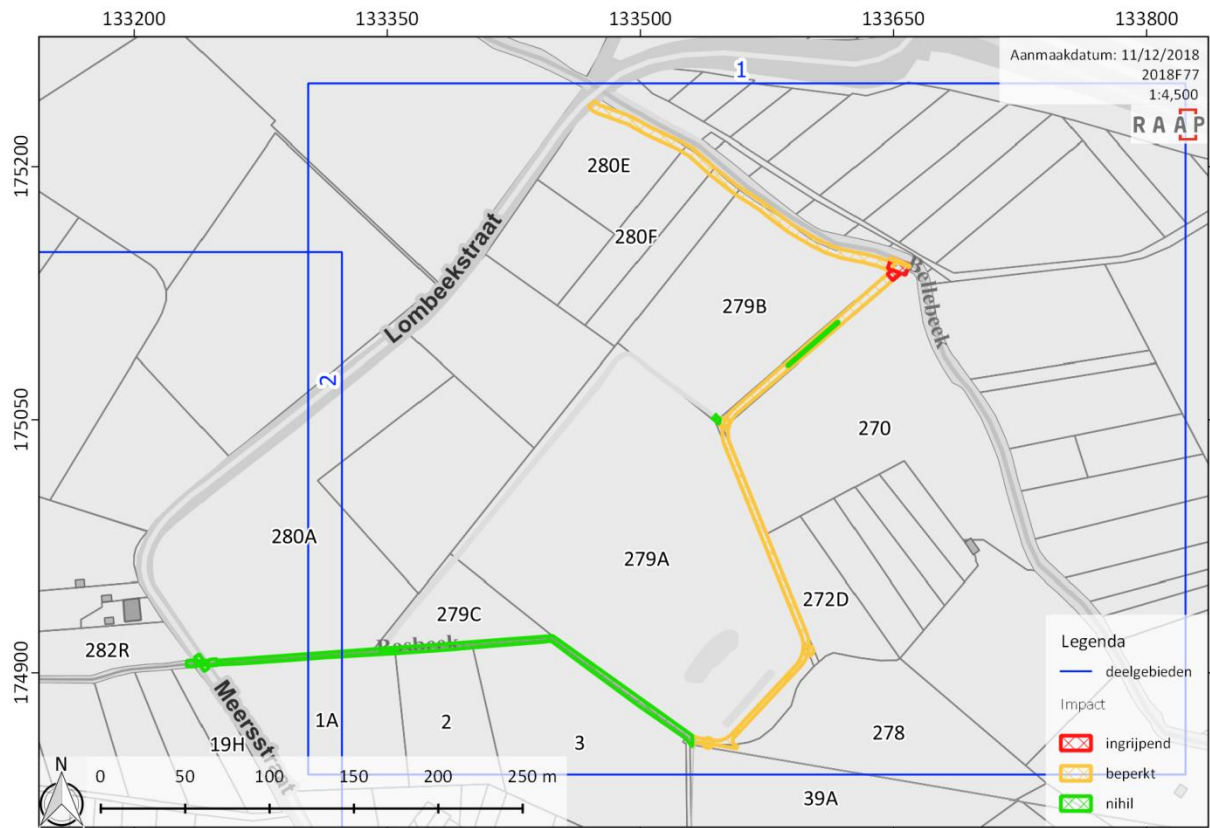 133200 133350 133500 133650 133800
Aanmaakdatum: 11/12/2018
2018F77
1:4,500
RAAP
1
175200
280E
280F
Lombeekstraat
Bellebeek
279B
2
175050
270
280A
279A
272D
279C
Bosbeek
282R
174900
Meersstraat
1A
2
3
19H
278
39A
Legenda
deelgebieden
Impact
ingrijpend
beperkt
nihil
N
0 50 100 150 200 250 m